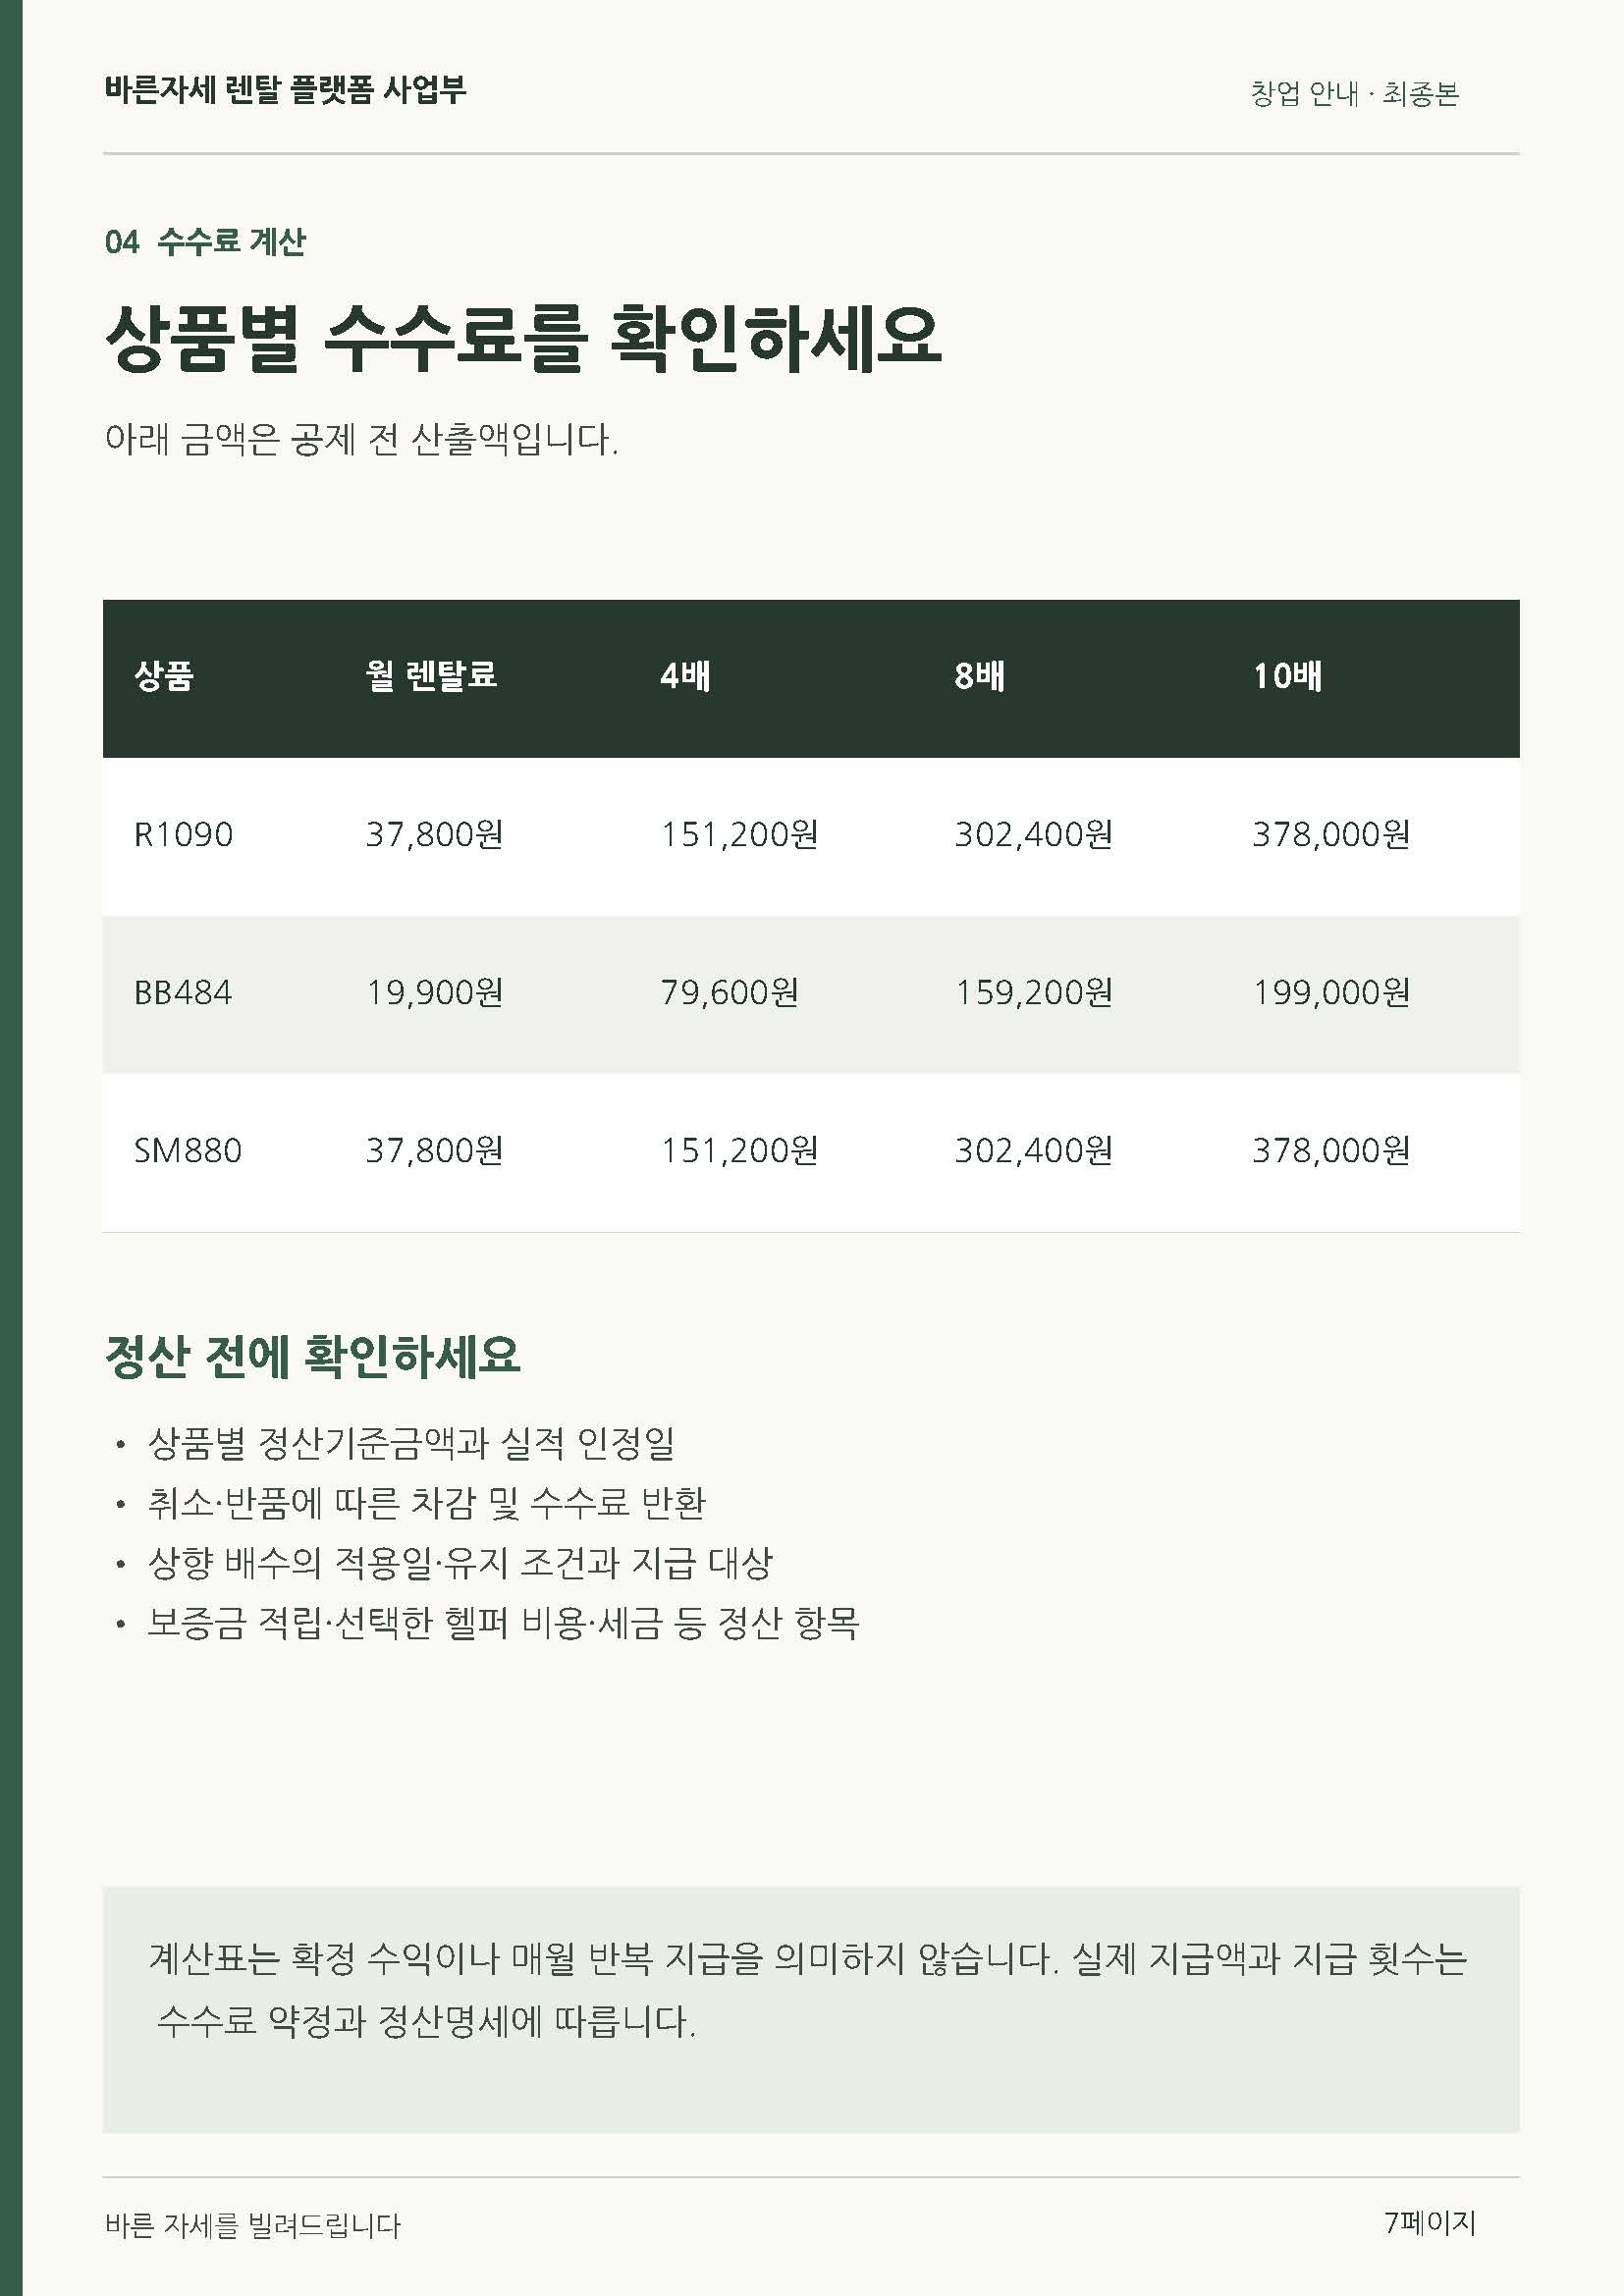 바른자세 렌탈 플랫폼 사업부
창업 안내 · 최종본
04 수수료 계산
상품별 수수료를 확인하세요
아래 금액은 공제 전 산출액입니다.
상품 월 렌탈료 4배 8배 10배
R1090 37,800원 151,200원 302,400원 378,000원
BB484 19,900원 79,600원 159,200원 199,000원
SM880 37,800원 151,200원 302,400원 378,000원
정산 전에 확인하세요
• 상품별 정산기준금액과 실적 인정일
• 취소·반품에 따른 차감 및 수수료 반환
• 상향 배수의 적용일·유지 조건과 지급 대상
• 보증금 적립·선택한 헬퍼 비용·세금 등 정산 항목
계산표는 확정 수익이나 매월 반복 지급을 의미하지 않습니다. 실제 지급액과 지급 횟수는
수수료 약정과 정산명세에 따릅니다.
바른 자세를 빌려드립니다
7페이지